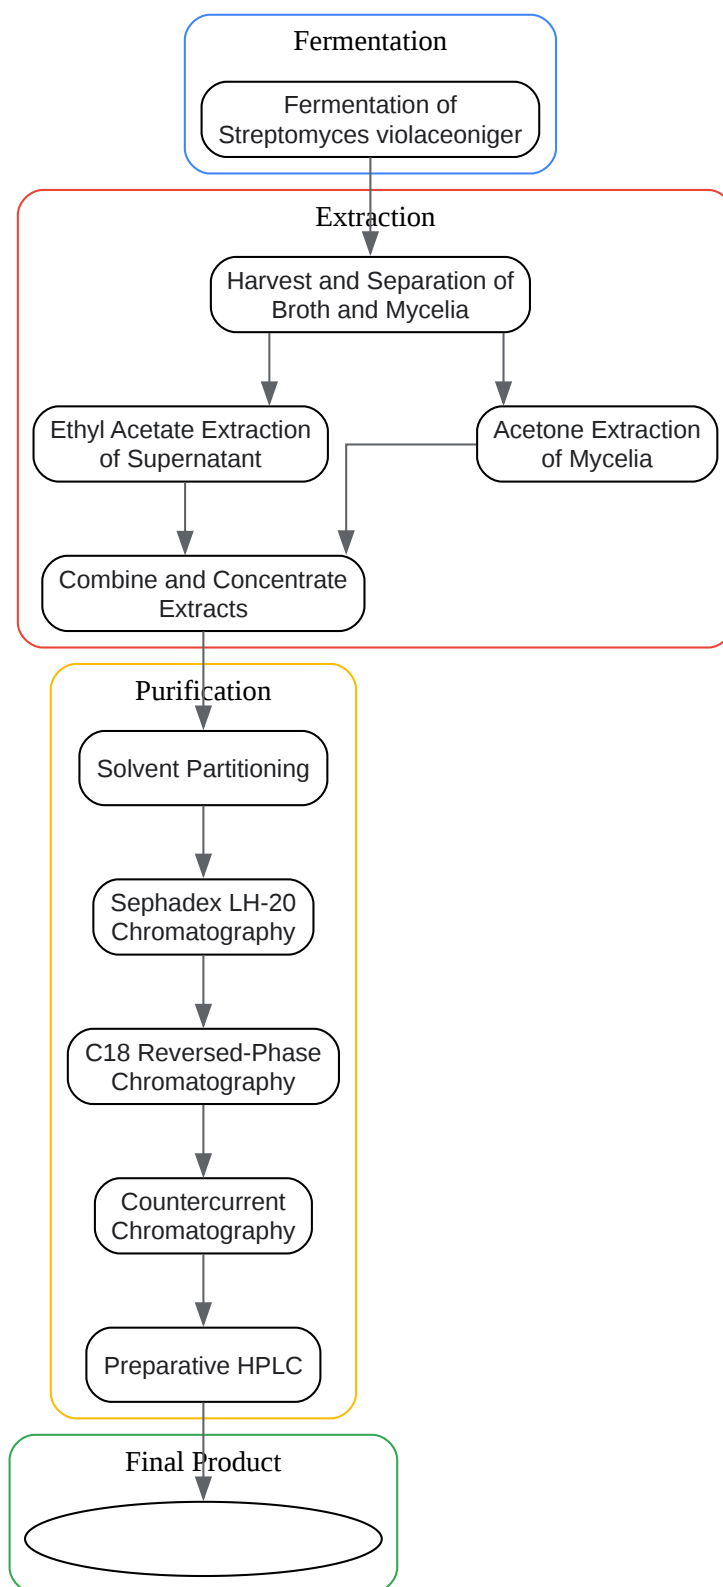 Fermentation
Fermentation of
Streptomyces violaceoniger
Extraction
Harvest and Separation of
Broth and Mycelia
Ethyl Acetate Extraction
of Supernatant
Acetone Extraction
of Mycelia
Combine and Concentrate
Extracts
Purification
Solvent Partitioning
Sephadex LH-20
Chromatography
C18 Reversed-Phase
Chromatography
Countercurrent
Chromatography
Preparative HPLC
Final Product